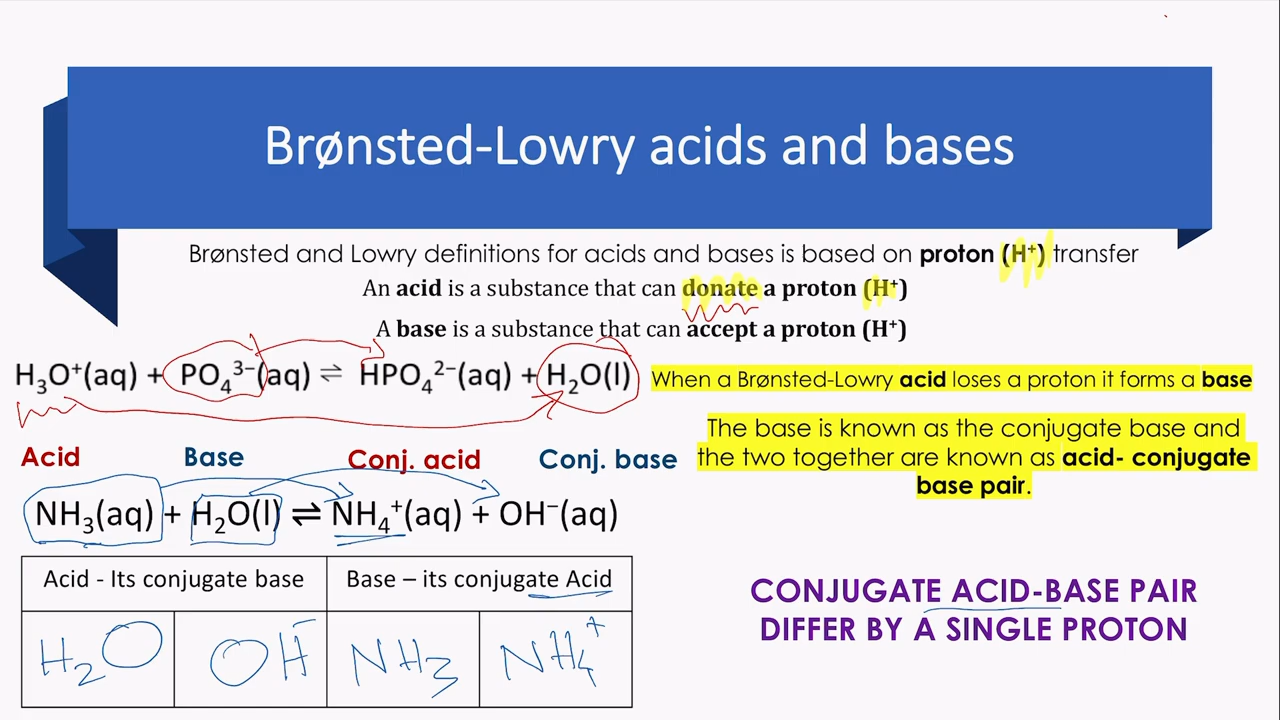 Brønsted-Lowry acids and bases
Brønsted and Lowry definitions for acids and bases is based on proton (H⁺) transfer
An acid is a substance that can donate a proton (H⁺)
A base is a substance that can accept a proton (H⁺)
H₃O⁺(aq) + PO₄³⁻(aq) ⇌ HPO₄²⁻(aq) + H₂O(l)
When a Brønsted-Lowry acid loses a proton it forms a base
The base is known as the conjugate base and
the two together are known as acid- conjugate
base pair.
Acid Base Conj. acid Conj. base
NH₃(aq) + H₂O(l) ⇌ NH₄⁺(aq) + OH⁻(aq)
Acid - Its conjugate base Base – its conjugate Acid
H₂O OH⁻ NH₃ NH₄⁺
CONJUGATE ACID-BASE PAIR
DIFFER BY A SINGLE PROTON